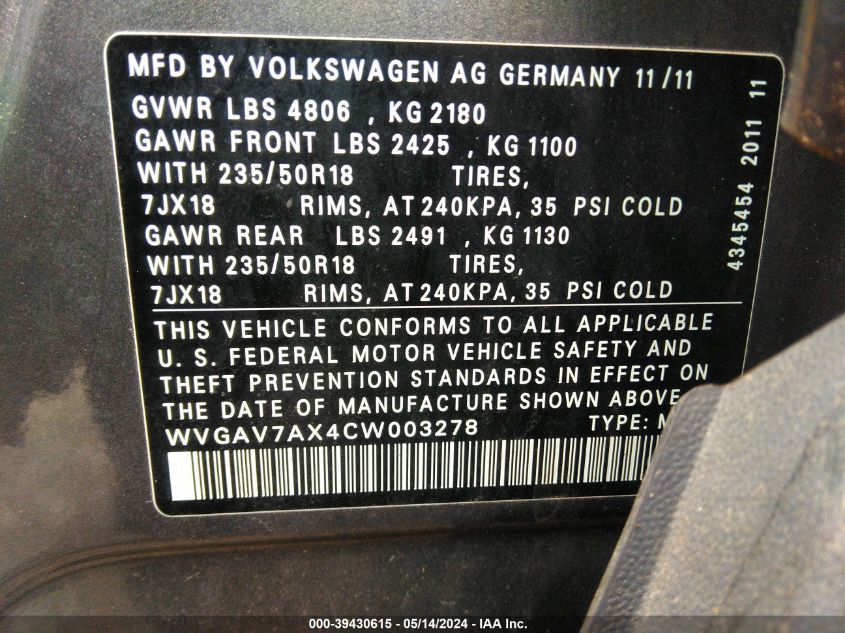 MFD BY VOLKSWAGEN AG GERMANY 11/11
GVWR LBS 4806 , KG 2180
GAWR FRONT LBS 2425 , KG 1100
WITH 235/50R18 TIRES,
7JX18 RIMS, AT 240KPA, 35 PSI COLD
GAWR REAR LBS 2491 , KG 1130
WITH 235/50R18 TIRES,
7JX18 RIMS, AT 240KPA, 35 PSI COLD
4345454 2011 11
THIS VEHICLE CONFORMS TO ALL APPLICABLE
U. S. FEDERAL MOTOR VEHICLE SAFETY AND
THEFT PREVENTION STANDARDS IN EFFECT ON
THE DATE OF MANUFACTURE SHOWN ABOVE
WVGAV7AX4CW003278 TYPE:
000-39430615 - 05/14/2024 - IAA Inc.